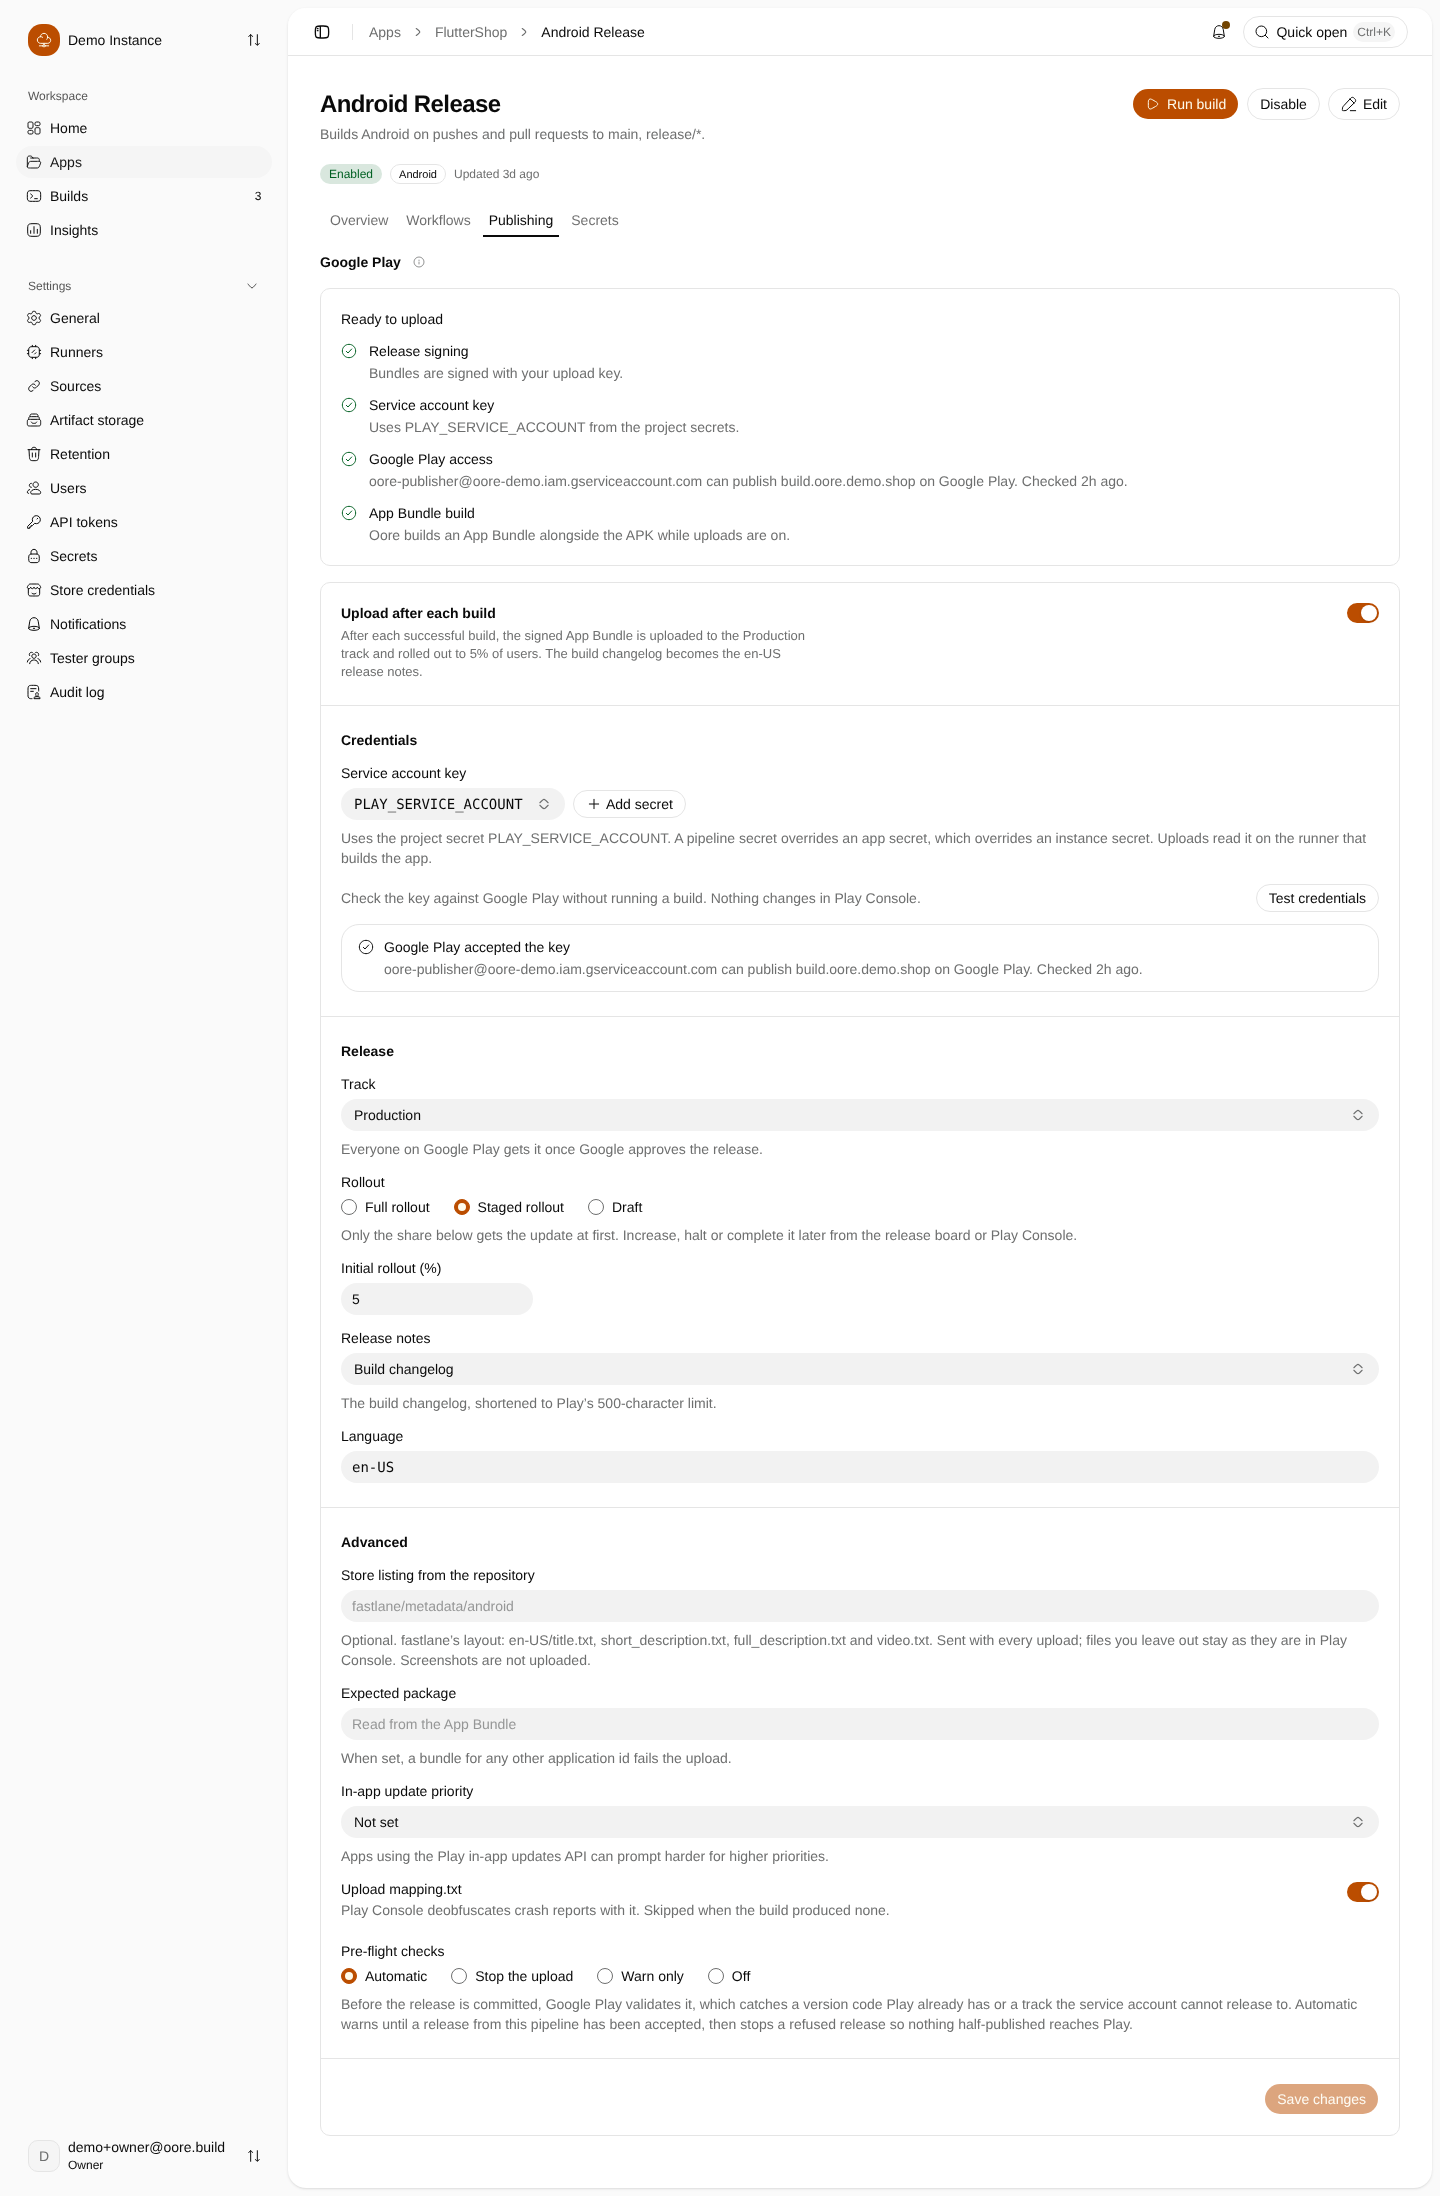 Demo Instance
Workspace
Home
Apps
Builds
3
Insights
Settings
General
Runners
Sources
Artifact storage
Retention
Users
API tokens
Secrets
Store credentials
Notifications
Tester groups
Audit log
D
demo+owner@oore.build
Owner
Apps
FlutterShop
Android Release
Quick open
Ctrl+K
Android Release
Run build
Disable
Edit
Builds Android on pushes and pull requests to main, release/*.
Enabled
Android
Updated 3d ago
Overview
Workflows
Publishing
Secrets
Google Play
Ready to upload
Release signing
Bundles are signed with your upload key.
Service account key
Uses PLAY_SERVICE_ACCOUNT from the project secrets.
Google Play access
oore-publisher@oore-demo.iam.gserviceaccount.com can publish build.oore.demo.shop on Google Play. Checked 2h ago.
App Bundle build
Oore builds an App Bundle alongside the APK while uploads are on.
Upload after each build
After each successful build, the signed App Bundle is uploaded to the Production
track and rolled out to 5% of users. The build changelog becomes the en-US
release notes.
Credentials
Service account key
PLAY_SERVICE_ACCOUNT
Add secret
Uses the project secret PLAY_SERVICE_ACCOUNT. A pipeline secret overrides an app secret, which overrides an instance secret. Uploads read it on the runner that
builds the app.
Check the key against Google Play without running a build. Nothing changes in Play Console.
Test credentials
Google Play accepted the key
oore-publisher@oore-demo.iam.gserviceaccount.com can publish build.oore.demo.shop on Google Play. Checked 2h ago.
Release
Track
Production
Everyone on Google Play gets it once Google approves the release.
Rollout
Full rollout
Staged rollout
Draft
Only the share below gets the update at first. Increase, halt or complete it later from the release board or Play Console.
Initial rollout (%)
5
Release notes
Build changelog
The build changelog, shortened to Play's 500-character limit.
Language
en-US
Advanced
Store listing from the repository
fastlane/metadata/android
Optional. fastlane's layout: en-US/title.txt, short_description.txt, full_description.txt and video.txt. Sent with every upload; files you leave out stay as they are in Play
Console. Screenshots are not uploaded.
Expected package
Read from the App Bundle
When set, a bundle for any other application id fails the upload.
In-app update priority
Not set
Apps using the Play in-app updates API can prompt harder for higher priorities.
Upload mapping.txt
Play Console deobfuscates crash reports with it. Skipped when the build produced none.
Pre-flight checks
Automatic
Stop the upload
Warn only
Off
Before the release is committed, Google Play validates it, which catches a version code Play already has or a track the service account cannot release to. Automatic
warns until a release from this pipeline has been accepted, then stops a refused release so nothing half-published reaches Play.
Save changes